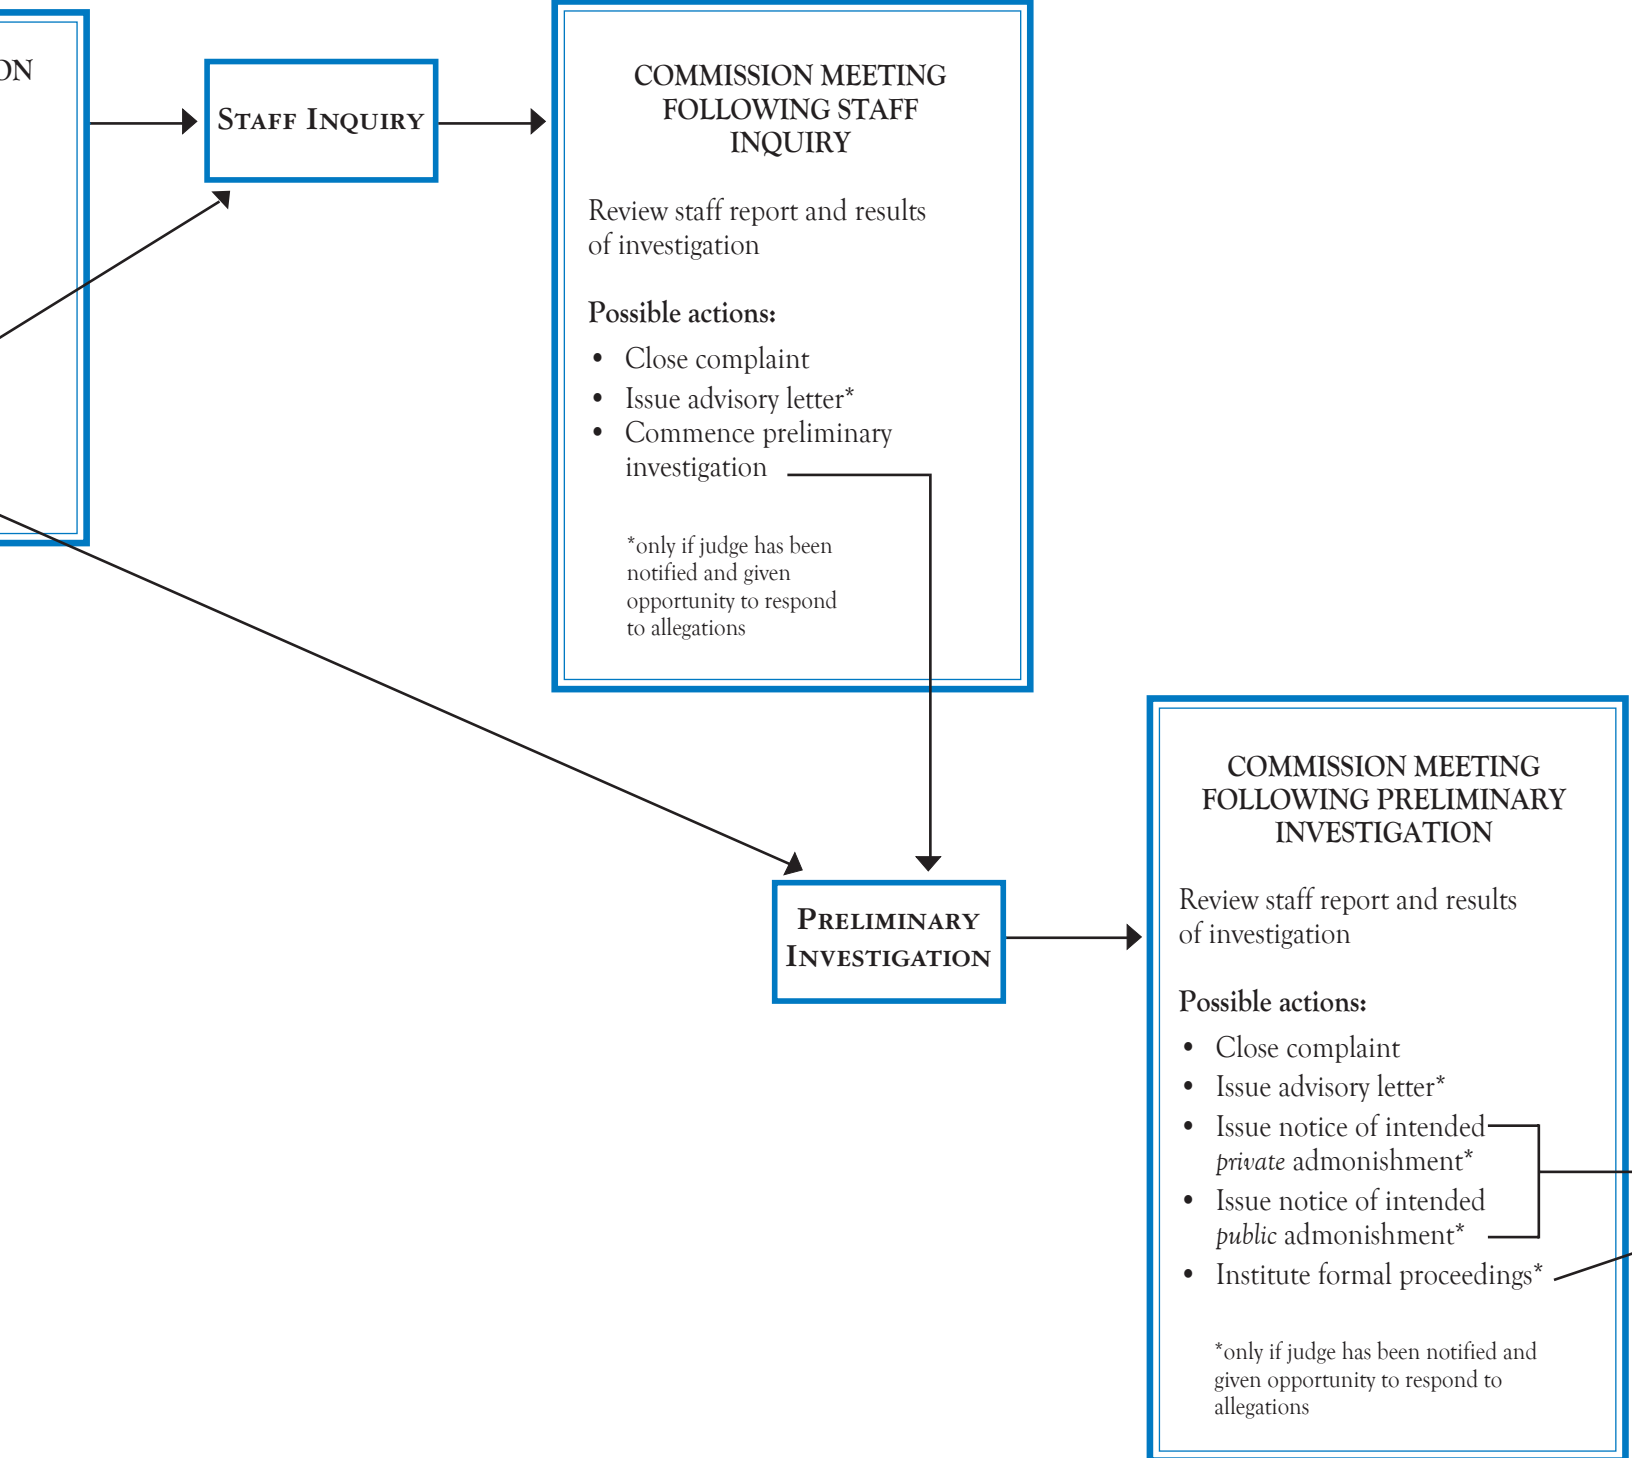 ON
STAFF INQUIRY
COMMISSION MEETING
FOLLOWING STAFF
INQUIRY
Review staff report and results
of investigation
Possible actions:
• Close complaint
• Issue advisory letter*
• Commence preliminary
investigation
*only if judge has been
notified and given
opportunity to respond
to allegations
PRELIMINARY
INVESTIGATION
COMMISSION MEETING
FOLLOWING PRELIMINARY
INVESTIGATION
Review staff report and results
of investigation
Possible actions:
• Close complaint
• Issue advisory letter*
• Issue notice of intended
private admonishment*
• Issue notice of intended
public admonishment*
• Institute formal proceedings*
*only if judge has been notified and
given opportunity to respond to
allegations